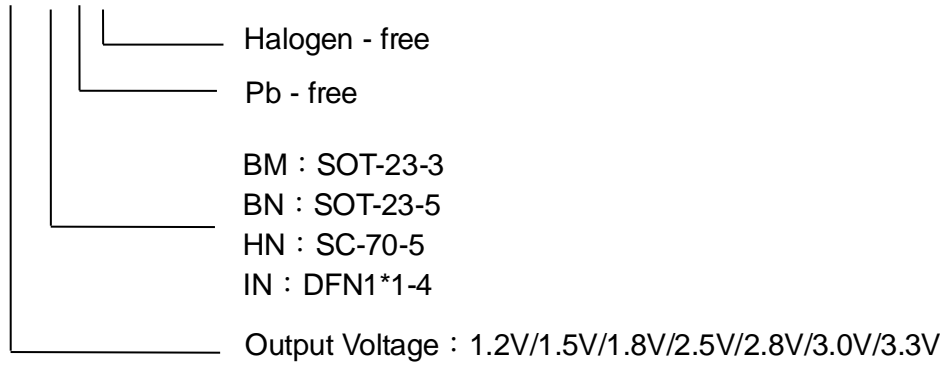 Halogen - free
Pb - free
BM：SOT-23-3
BN：SOT-23-5
HN：SC-70-5
IN：DFN1*1-4
Output Voltage：1.2V/1.5V/1.8V/2.5V/2.8V/3.0V/3.3V